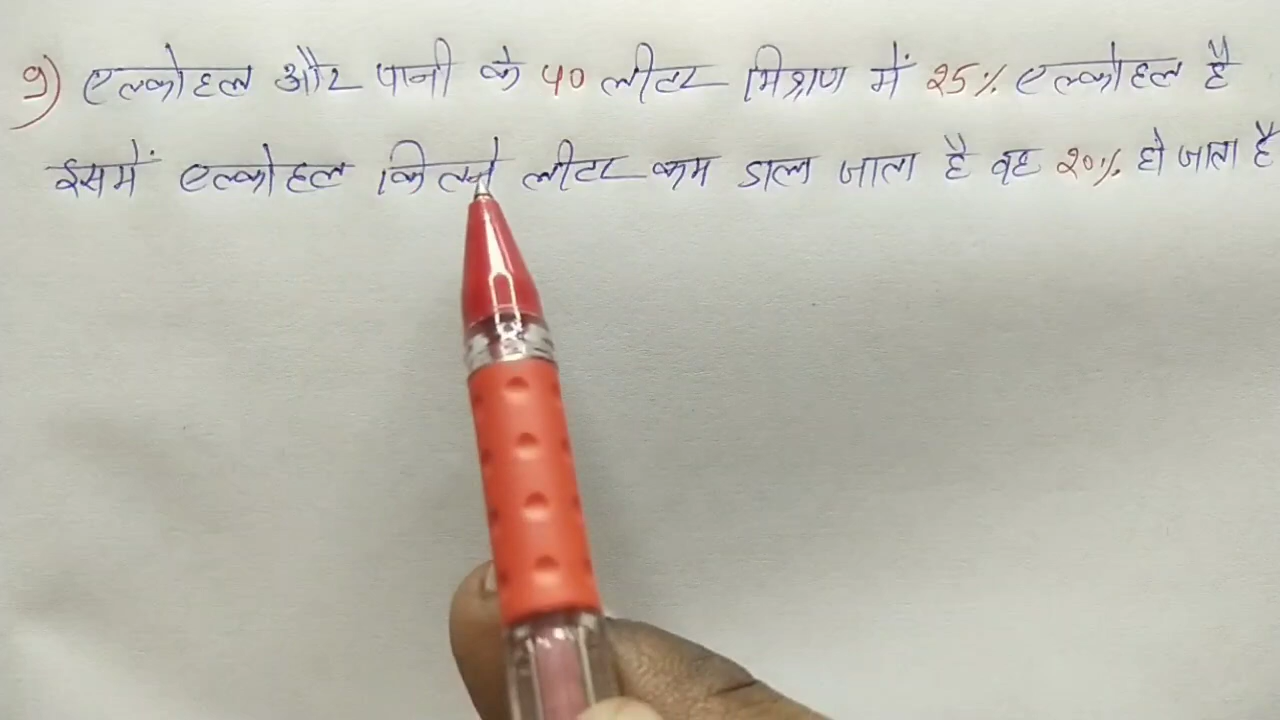 9) एल्कोहल और पानी के 40 लीटर मिश्रण में 25% एल्कोहल है
इसमें एल्कोहल कितने लीटर कम डाला जाता है वह 20% हो जाता है